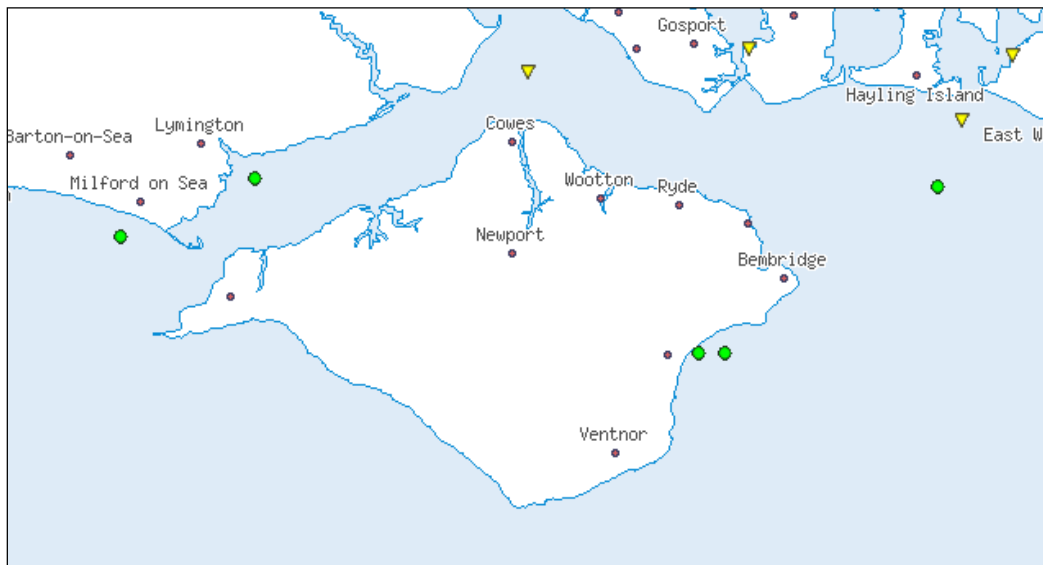 Gosport
Hayling Island
Cowes
Lymington
Barton-on-Sea
East W
Wootton
Milford on Sea
Ryde
Newport
Bembridge
Ventnor